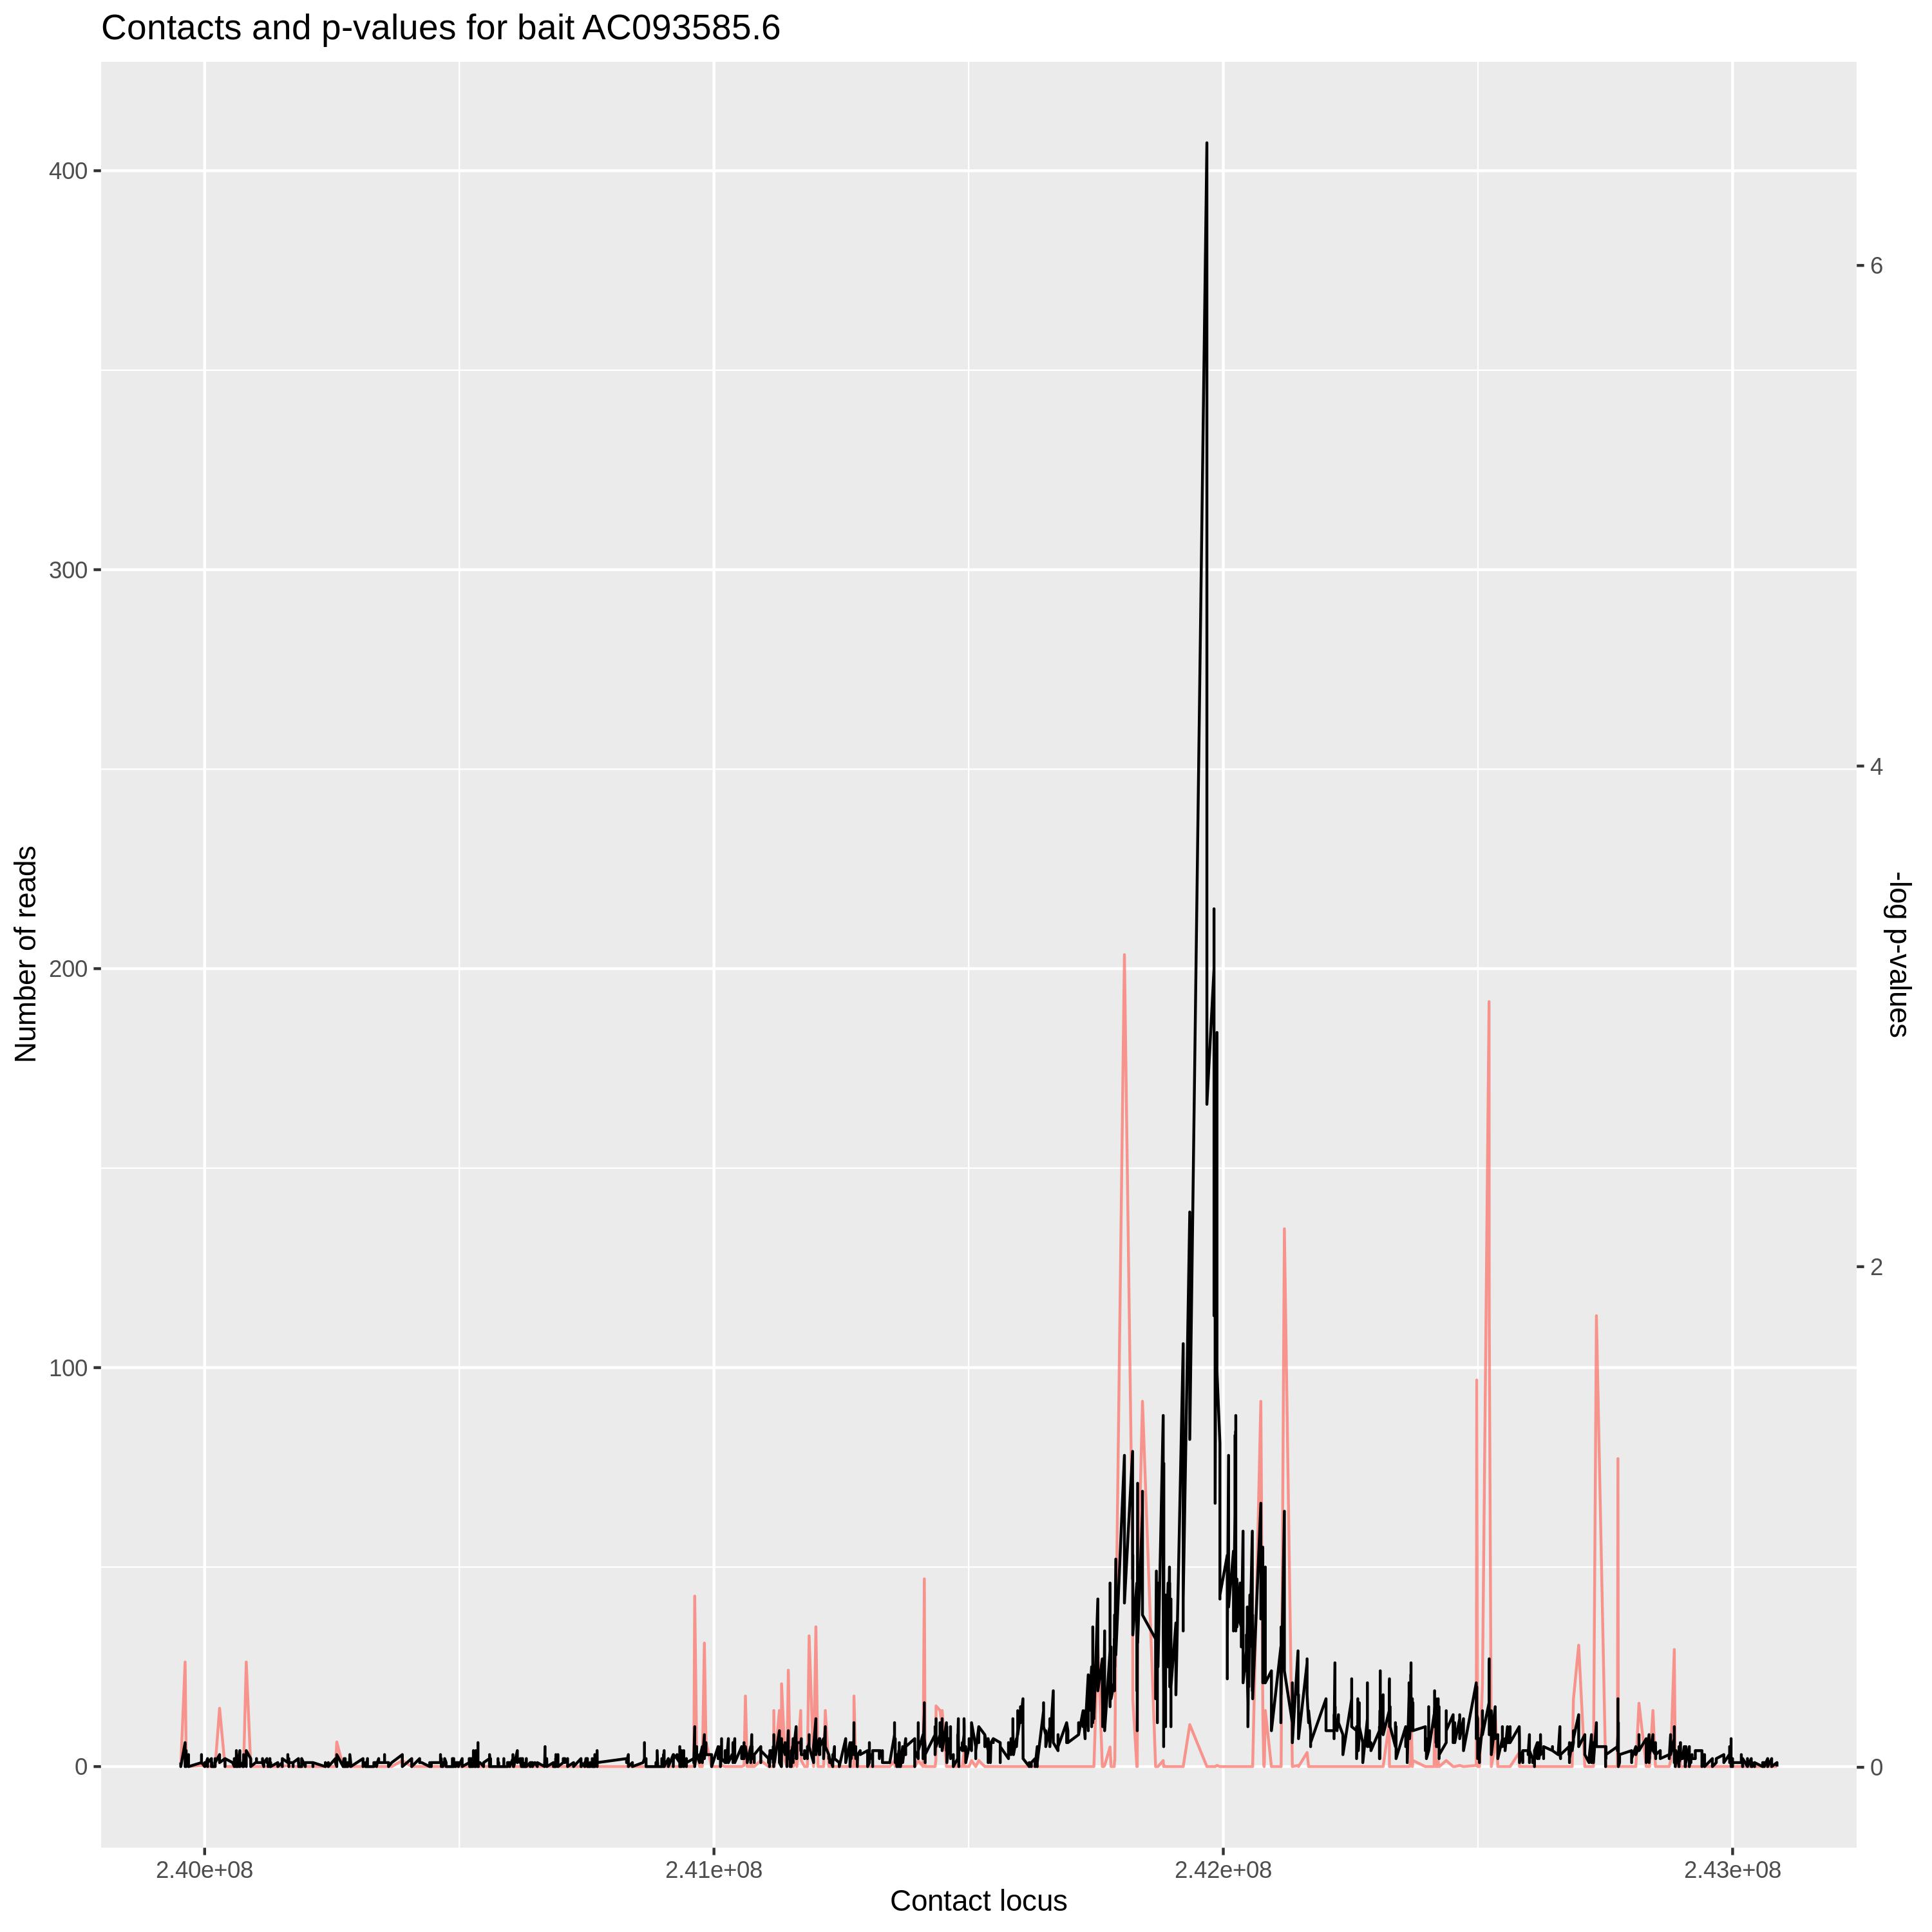 Contacts and p-values for bait AC093585.6
400
300
200
100
0
Number of reads
6
4
2
0
-log p-values
2.40e+08
2.41e+08
2.42e+08
2.43e+08
Contact locus